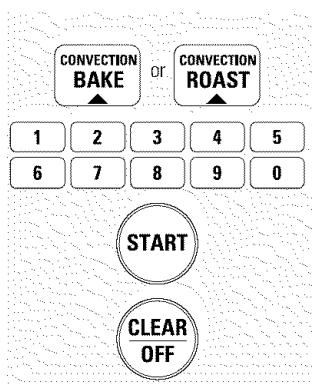 CONVECTION BAKE or CONVECTION ROAST
1 2 3 4 5
6 7 8 9 0
START
CLEAR
OFF